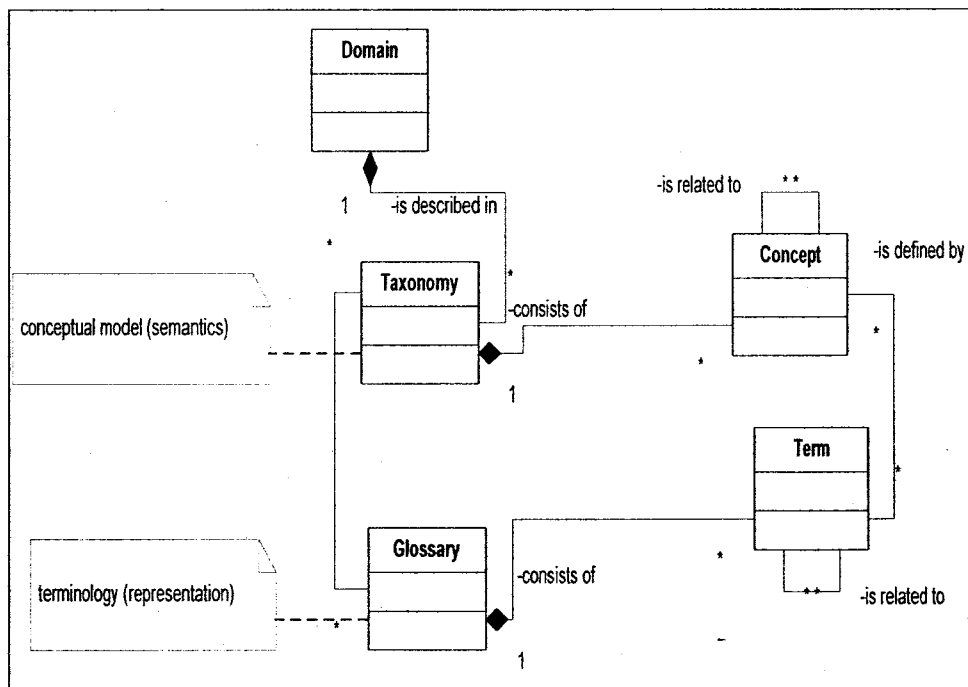 Domain
1
-is described in
*
*
-is related to
**
Concept
-is defined by
Taxonomy
-consists of
conceptual model (semantics)
*
*
1
Term
*
Glossary
-consists of
*
terminology (representation)
*
**
-is related to
1